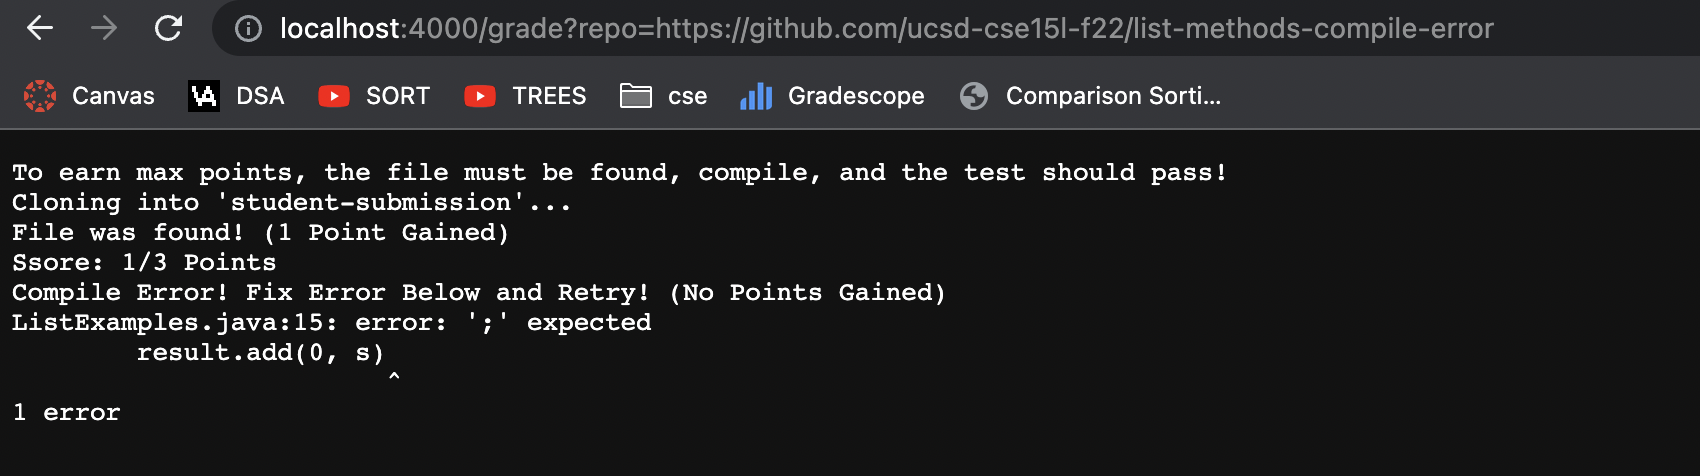 localhost:4000/grade?repo=https://github.com/ucsd-cse15l-f22/list-methods-compile-error
Canvas DSA SORT TREES cse Gradescope Comparison Sorti...
To earn max points, the file must be found, compile, and the test should pass!
Cloning into 'student-submission'...
File was found! (1 Point Gained)
Ssore: 1/3 Points
Compile Error! Fix Error Below and Retry! (No Points Gained)
ListExamples.java:15: error: ';' expected
        result.add(0, s)
                        ^
1 error